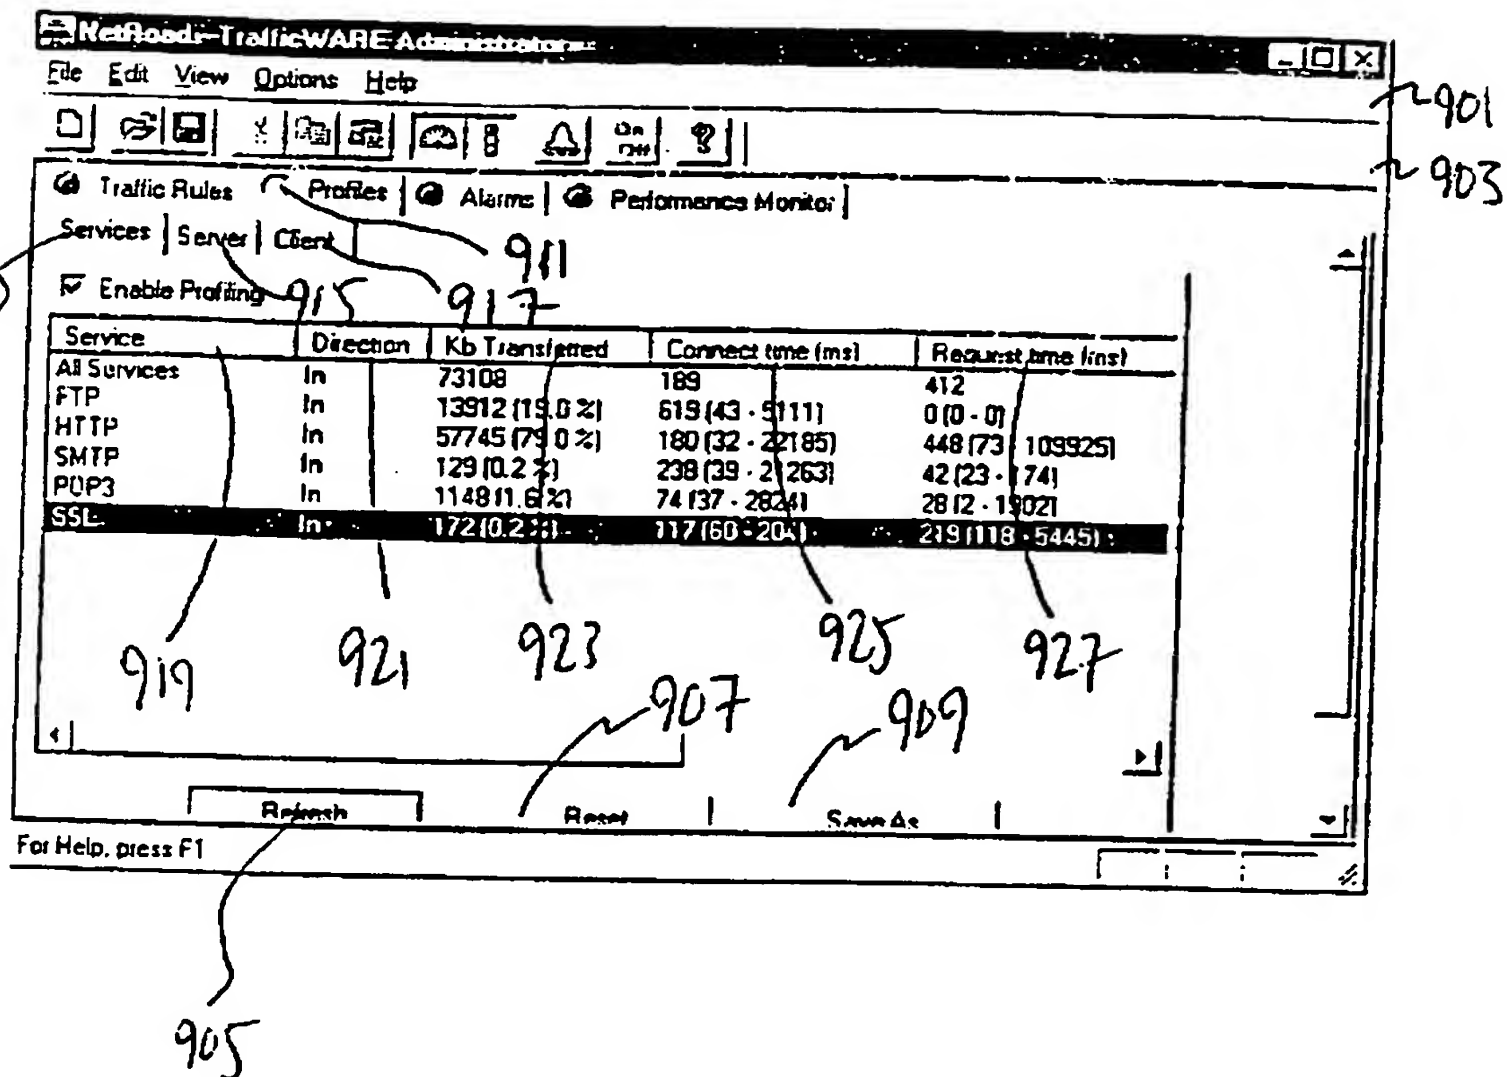 NetRoads-TrafficWARE Administrator
File Edit View Options Help
901
On
Off
903
Traffic Rules Profiles Alarms Performance Monitor
Services Server Client
911
Enable Profiling
915 917
Service Direction Kb Transferred Connect time (ms) Request time (ms)
All Services In 73108 189 412
FTP In 13912 (19.0 %) 619 (43 - 5111) 0 (0 - 0)
HTTP In 57745 (79.0 %) 180 (32 - 22185) 448 (73 - 109925)
SMTP In 129 (0.2 %) 238 (39 - 21263) 42 (23 - 174)
POP3 In 1148 (1.6 %) 74 (37 - 2824) 28 (2 - 1902)
SSL In 172 (0.2 %) 117 (60 - 204) 219 (118 - 5445)
919 921 923 925 927
907 909
Refresh Reset Save As
For Help, press F1
905